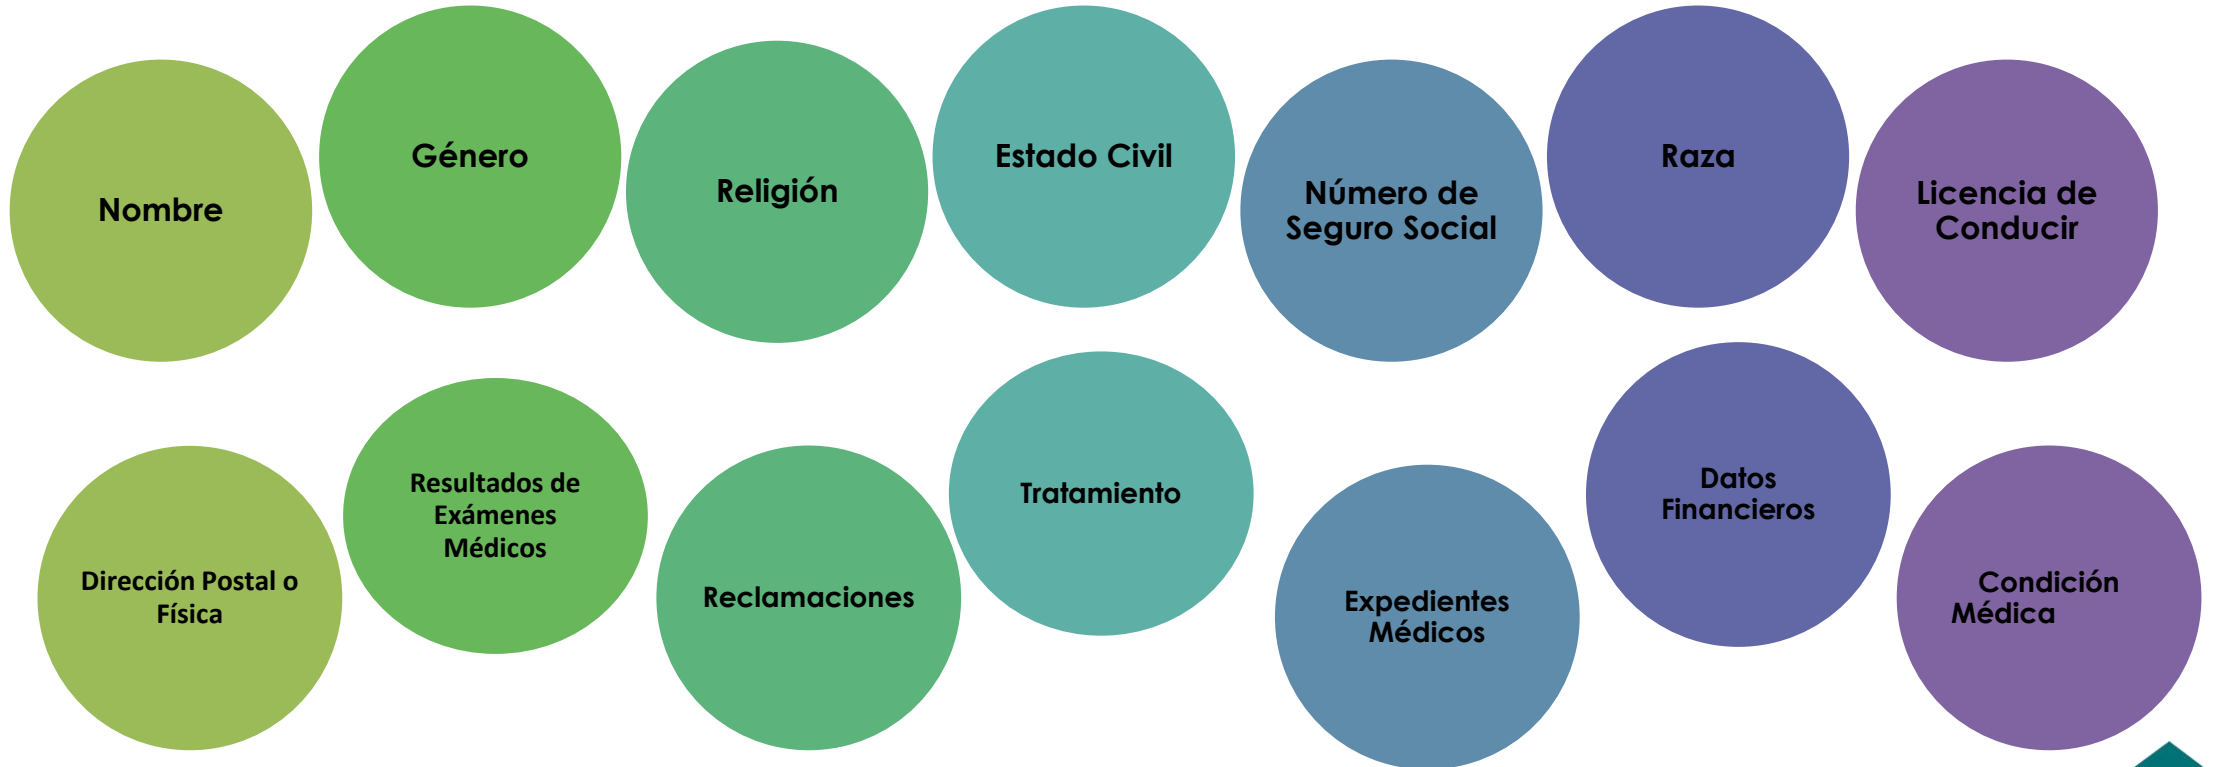 Nombre
Género
Religión
Estado Civil
Número de
Seguro Social
Raza
Licencia de
Conducir
Dirección Postal o
Física
Resultados de
Exámenes
Médicos
Reclamaciones
Tratamiento
Expedientes
Médicos
Datos
Financieros
Condición
Médica